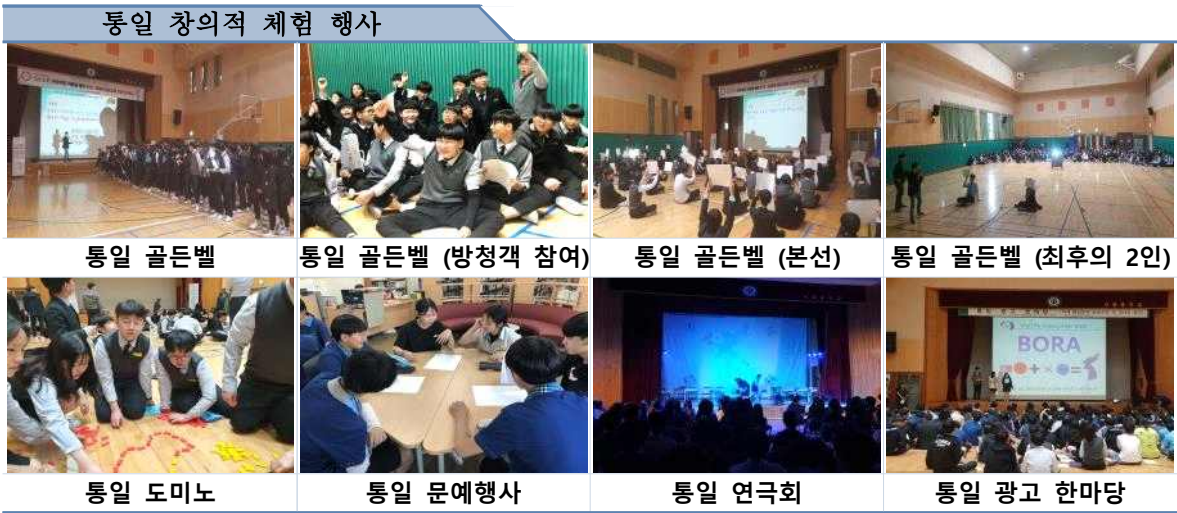 통일 창의적 체험 행사
통일 골든벨
통일 골든벨 (방청객 참여)
통일 골든벨 (본선)
통일 골든벨 (최후의 2인)
BORA
통일 도미노
통일 문예행사
통일 연극회
통일 광고 한마당